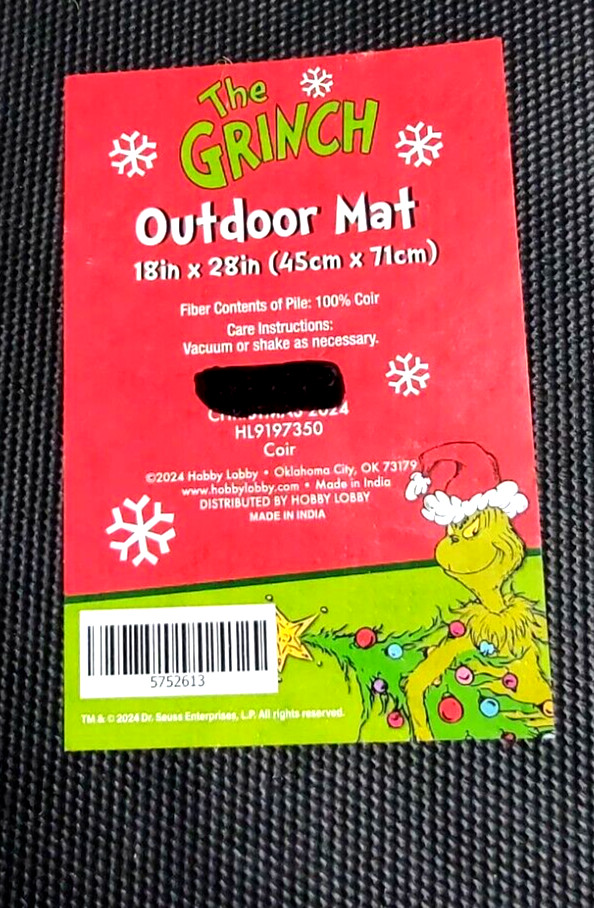 The
GRINCH
Outdoor Mat
18in x 28in (45cm x 71cm)
Fiber Contents of Pile: 100% Coir
Care Instructions:
Vacuum or shake as necessary.
CHRISTMAS 2024
HL9197350
Coir
©2024 Hobby Lobby • Oklahoma City, OK 73179
www.hobbylobby.com • Made in India
DISTRIBUTED BY HOBBY LOBBY
MADE IN INDIA
5752613
TM & © 2024 Dr. Seuss Enterprises, L.P. All rights reserved.